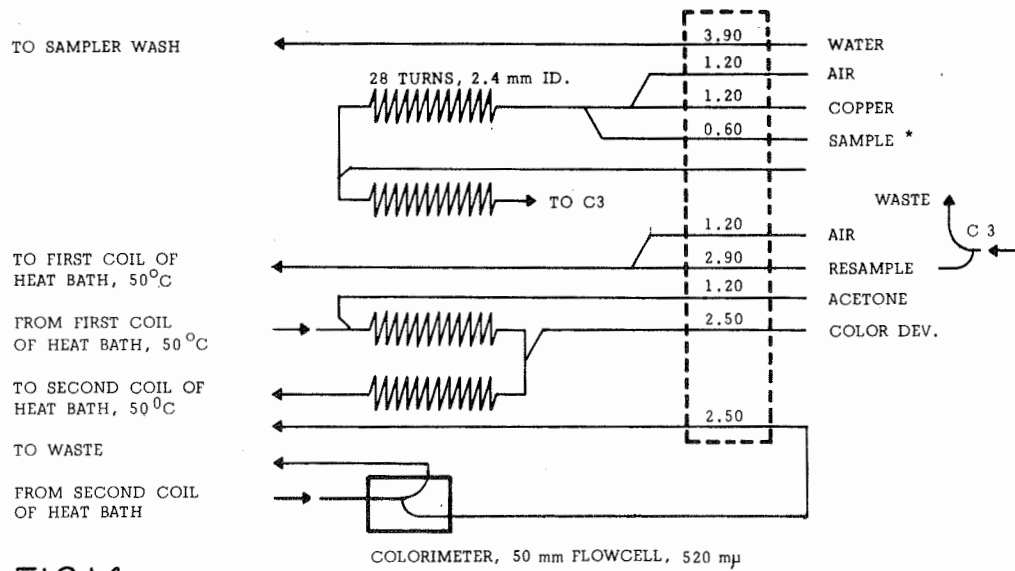 TO SAMPLER WASH
3.90
WATER
1.20
AIR
28 TURNS, 2.4 mm ID.
1.20
COPPER
0.60
SAMPLE *
TO C3
WASTE
C 3
1.20
AIR
TO FIRST COIL OF
HEAT BATH, 50°C
2.90
RESAMPLE
1.20
ACETONE
FROM FIRST COIL
OF HEAT BATH, 50°C
2.50
COLOR DEV.
TO SECOND COIL OF
HEAT BATH, 50°C
2.50
TO WASTE
FROM SECOND COIL
OF HEAT BATH
COLORIMETER, 50 mm FLOWCELL, 520 mµ